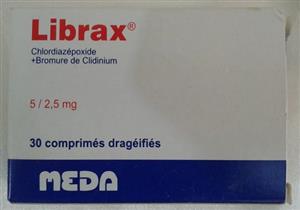 Librax®
Chlordiazépoxide
+Bromure de Clidinium
5 / 2,5 mg
30 comprimés dragéifiés
MEDA